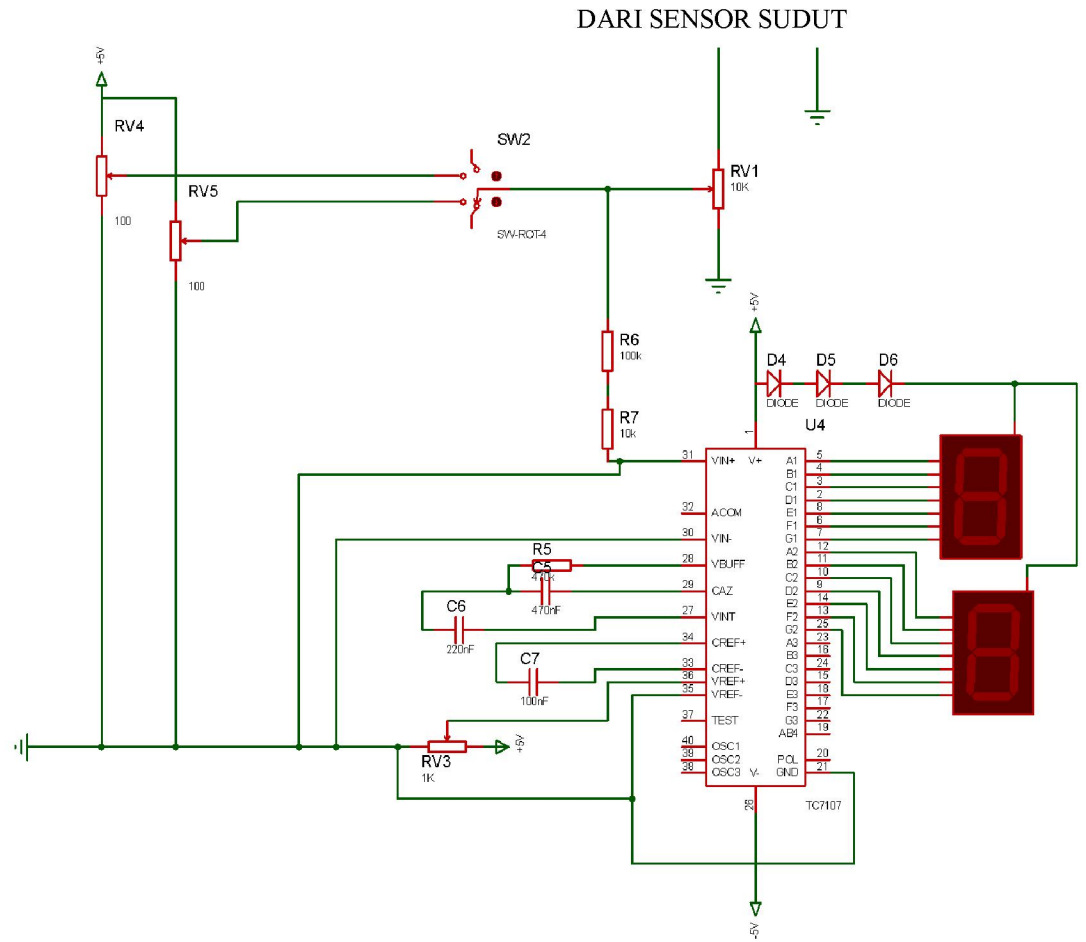 DARI SENSOR SUDUT
+5V
RV4
100
RV5
100
SW2
SW-ROT-4
RV1
10K
+5V
R6
100k
R7
10k
D4
DIODE
D5
DIODE
D6
DIODE
U4
1
V+
31 VIN+
32 ACOM
30 VIN-
28 VBUFF
29 CAZ
27 VINT
34 CREF+
33 CREF-
36 VREF+
35 VREF-
37 TEST
40 OSC1
39 OSC2
38 OSC3
V-
26
A1 5
B1 4
C1 3
D1 2
E1 8
F1 6
G1 7
A2 12
B2 11
C2 10
D2 9
E2 14
F2 13
G2 25
A3 23
B3 16
C3 24
D3 15
E3 18
F3 17
G3 22
AB4 19
POL 20
GND 21
TC7107
R5
470k
C5
470nF
C6
220nF
C7
100nF
RV3
1K
+5V
-5V